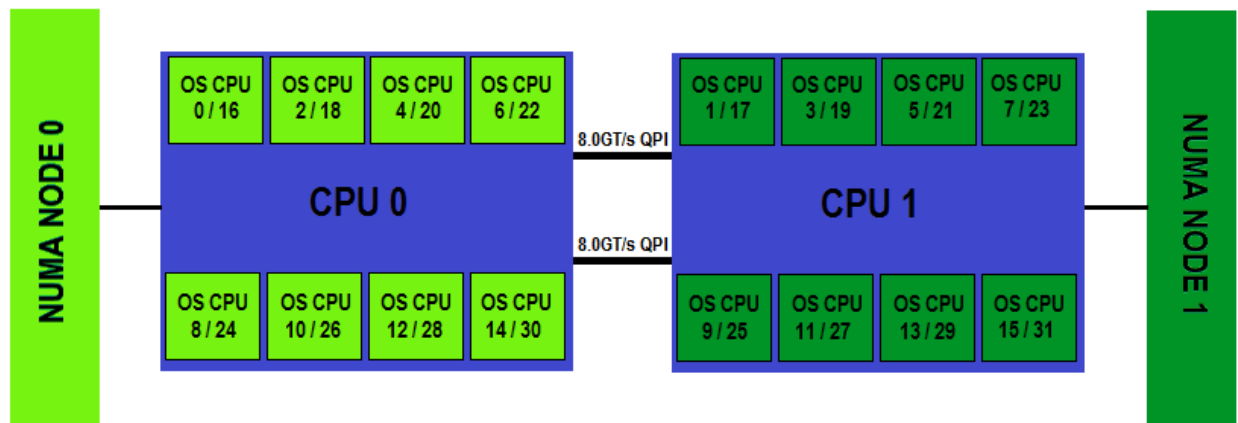 NUMA NODE 0
OS CPU
0 / 16
OS CPU
2 / 18
OS CPU
4 / 20
OS CPU
6 / 22
CPU 0
OS CPU
8 / 24
OS CPU
10 / 26
OS CPU
12 / 28
OS CPU
14 / 30
8.0GT/s QPI
8.0GT/s QPI
OS CPU
1 / 17
OS CPU
3 / 19
OS CPU
5 / 21
OS CPU
7 / 23
CPU 1
OS CPU
9 / 25
OS CPU
11 / 27
OS CPU
13 / 29
OS CPU
15 / 31
NUMA NODE 1